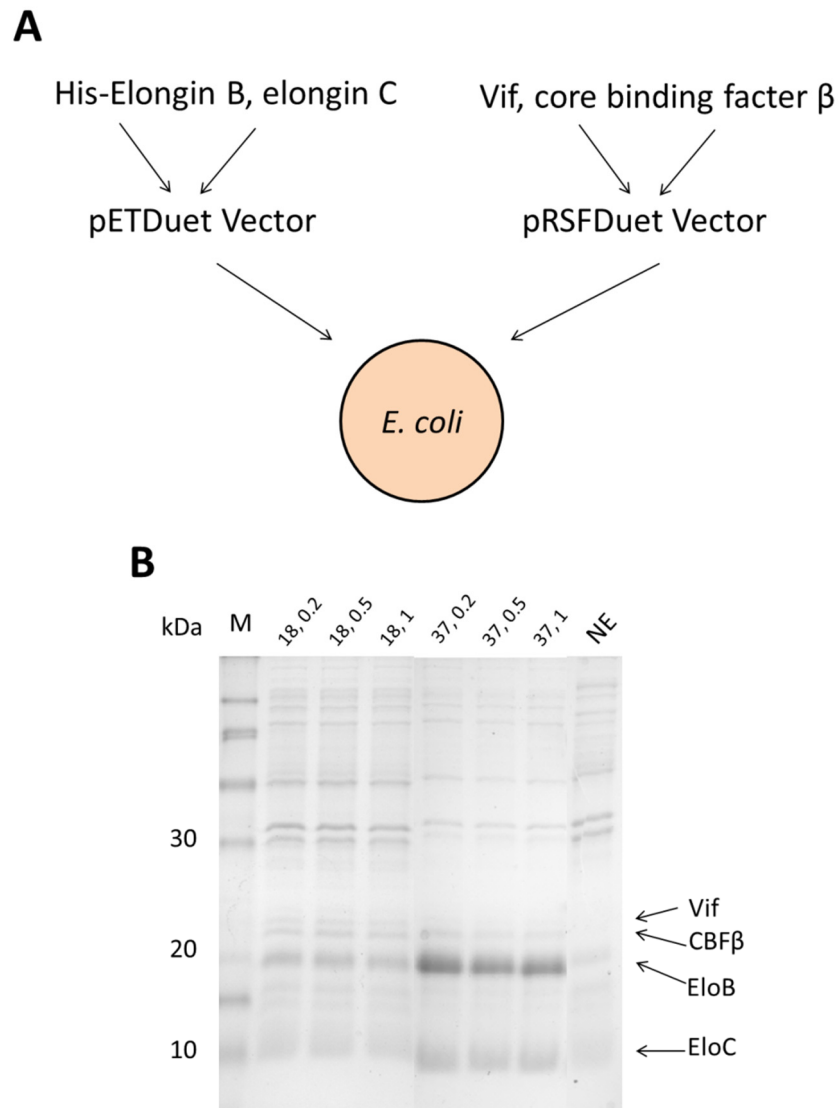 A
His-Elongin B, elongin C
Vif, core binding facter β
pETDuet Vector
pRSFDuet Vector
E. coli
B
kDa
M
18, 0.2
18, 0.5
18, 1
37, 0.2
37, 0.5
37, 1
NE
30
20
10
Vif
CBFβ
EloB
EloC